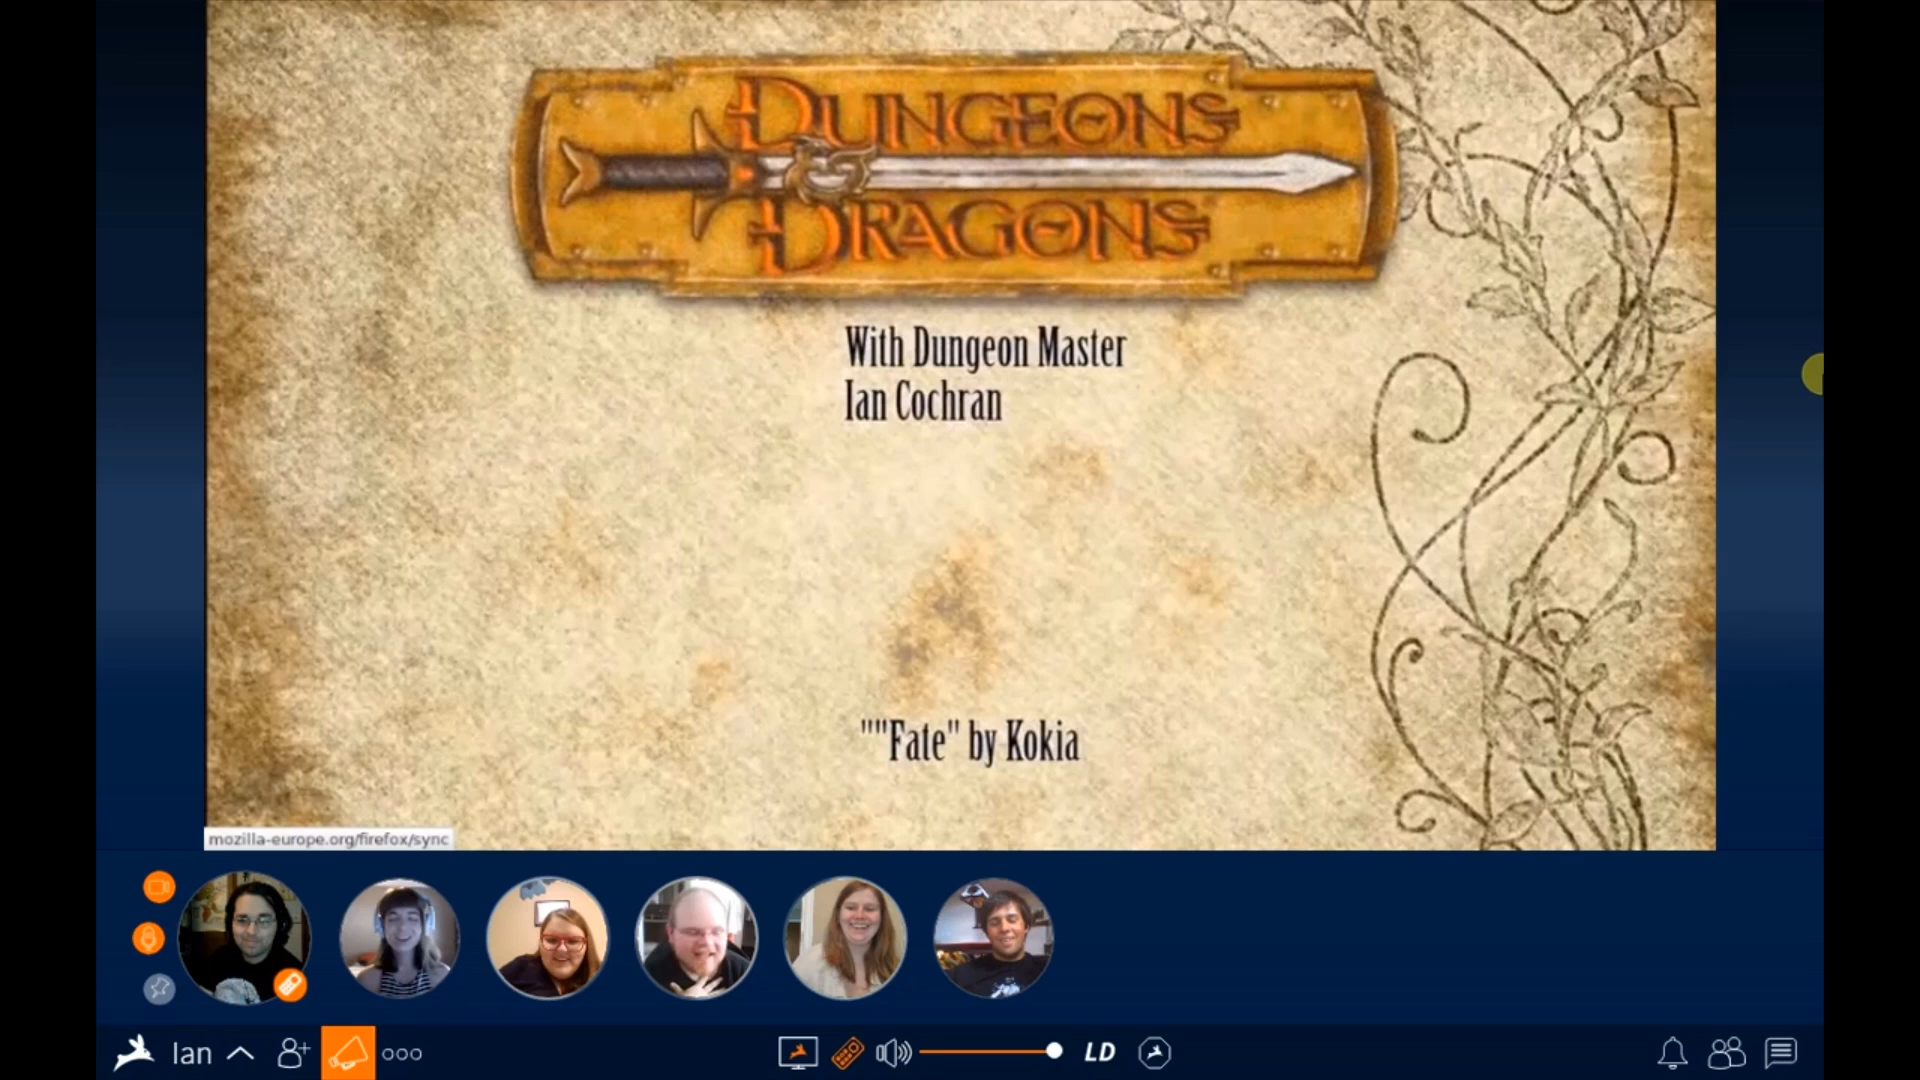 DUNGEONS
&
DRAGONS
With Dungeon Master
Ian Cochran
""Fate" by Kokia
mozilla-europe.org/firefox/sync
Ian
LD